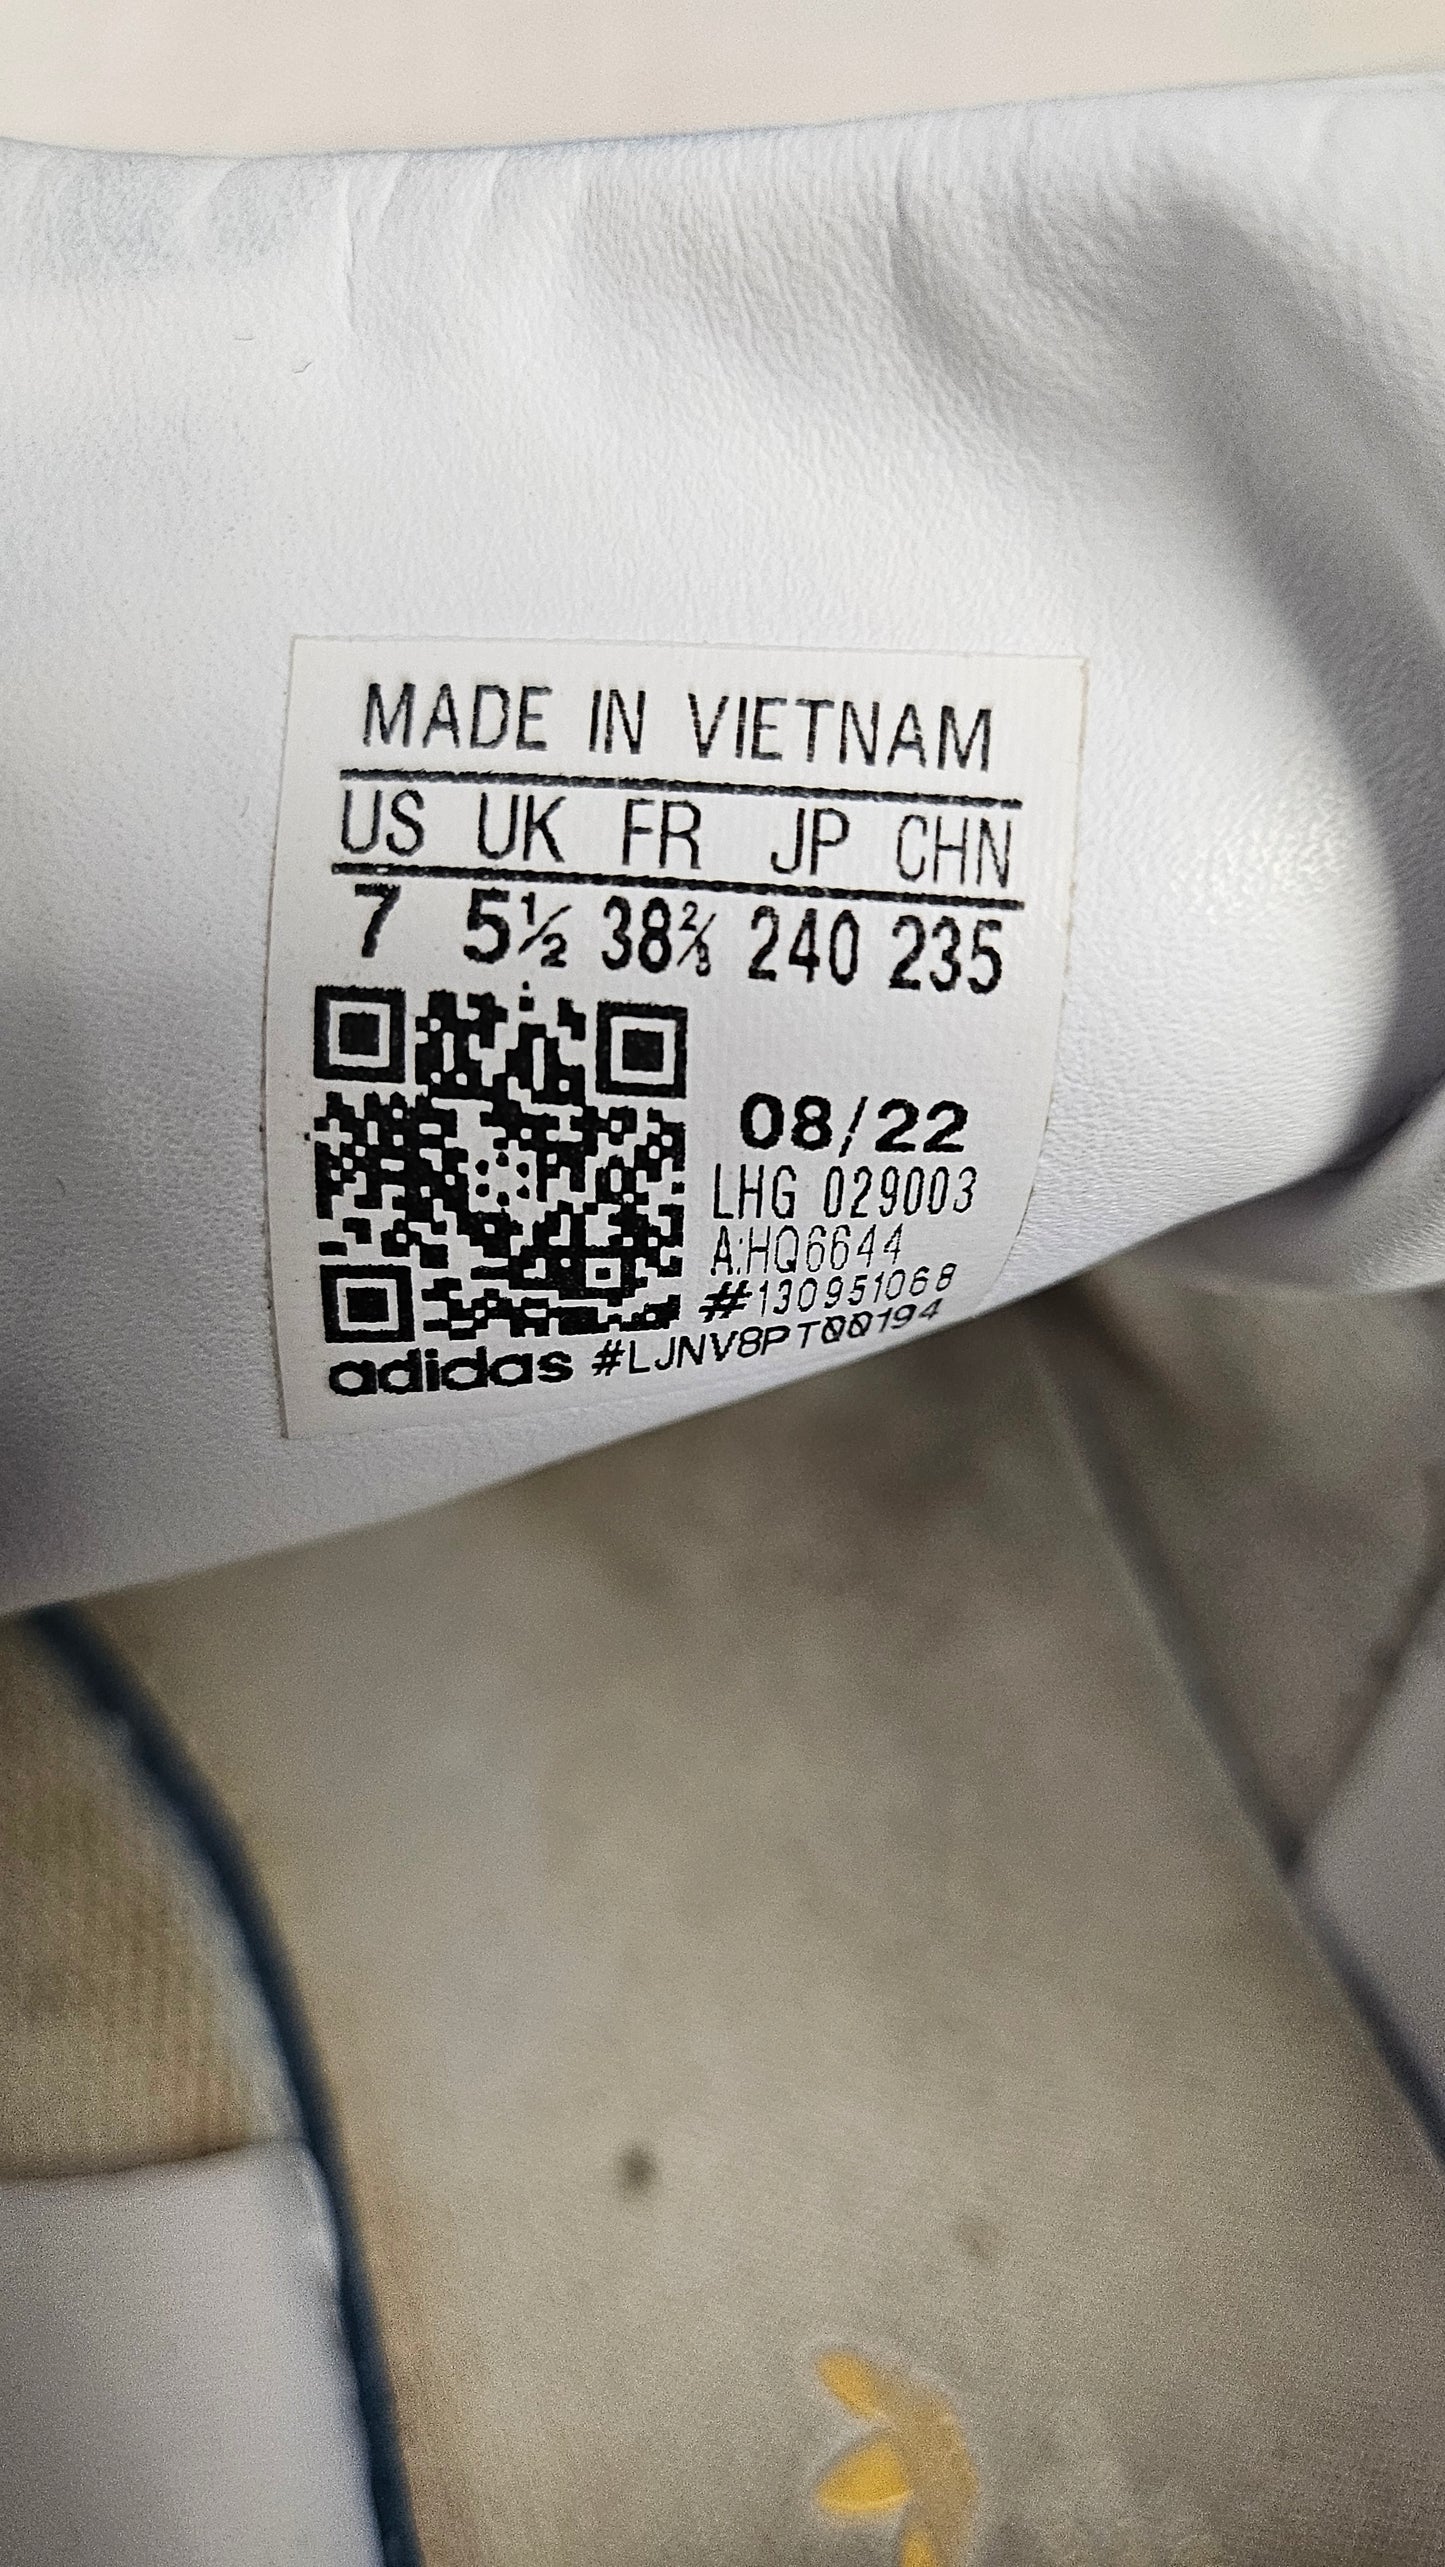 MADE IN VIETNAM
US UK FR JP CHN
7 5½ 38⅔ 240 235
08/22
LHG 029003
A:HQ6644
#130951068
adidas #LJNV8PT00194